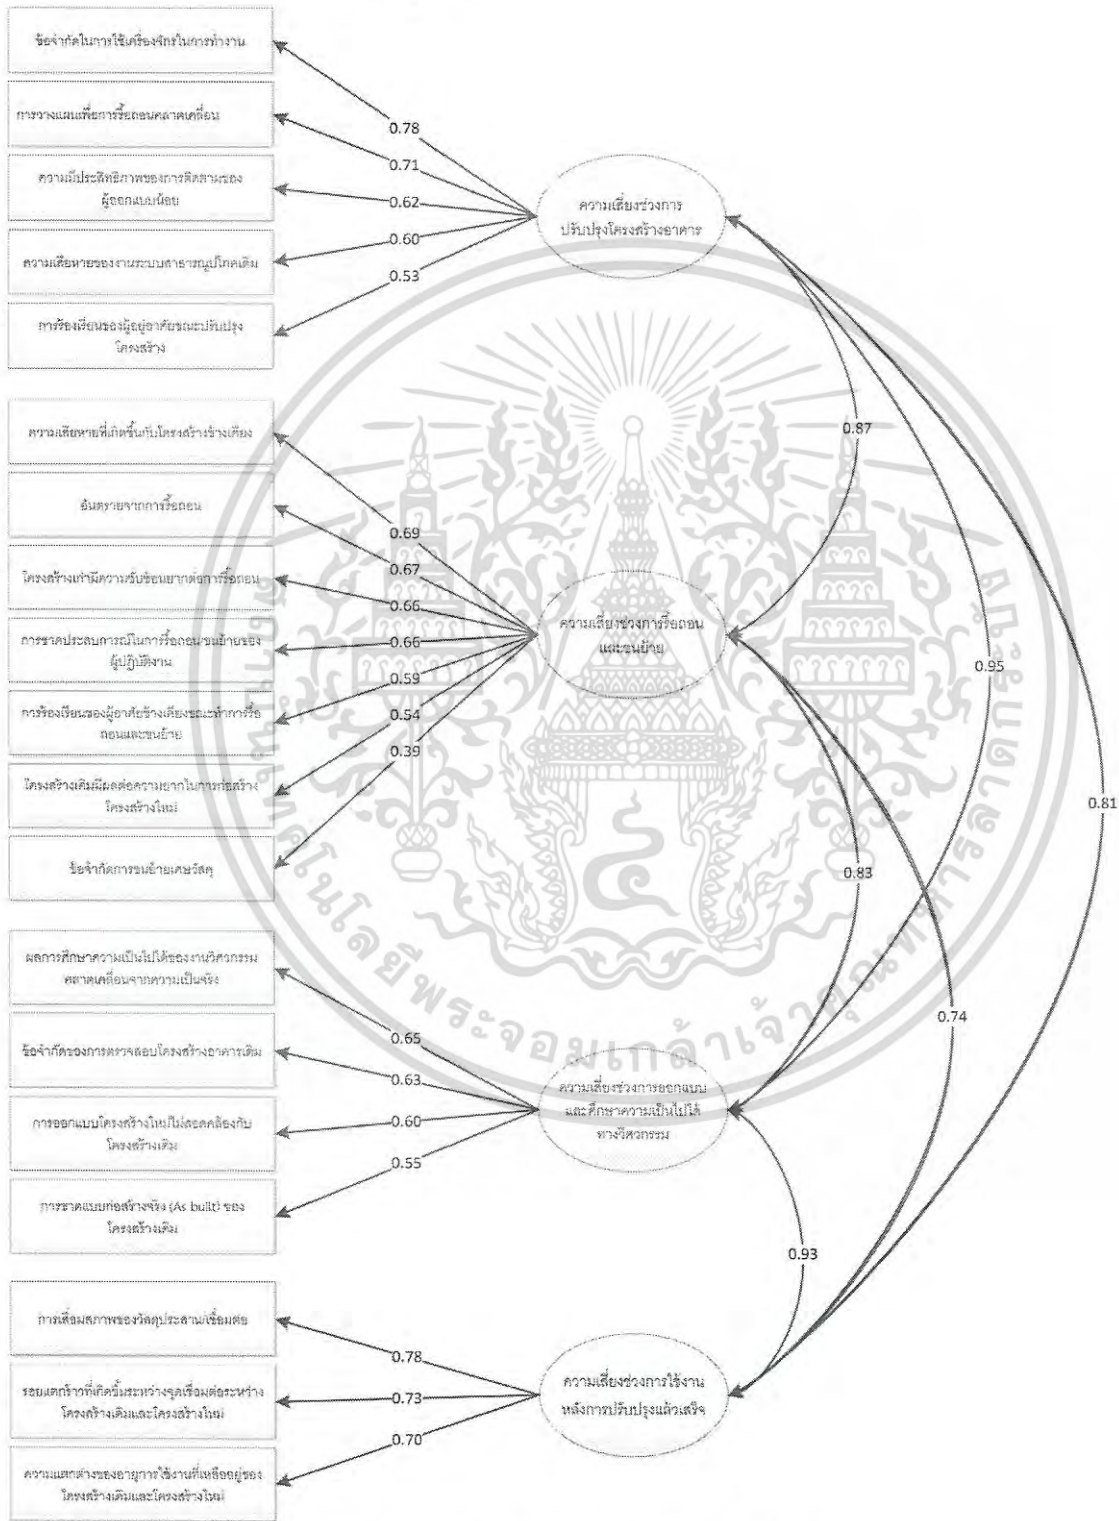 ข้อจำกัดในการใช้เครื่องจักรในการทำงาน
การวางแผนเพื่อการรื้อถอนคลาดเคลื่อน
ความมีประสิทธิภาพของการติดตามของ
ผู้ออกแบบน้อย
ความเสียหายของงานระบบสาธารณูปโภคเดิม
การร้องเรียนของผู้อยู่อาศัยขณะปรับปรุง
โครงสร้าง
0.78
0.71
0.62
0.60
0.53
ความเสี่ยงช่วงการ
ปรับปรุงโครงสร้างอาคาร
ความเสียหายที่เกิดขึ้นกับโครงสร้างข้างเคียง
อันตรายจากการรื้อถอน
โครงสร้างเก่ามีความซับซ้อนยากต่อการรื้อถอน
การขาดประสบการณ์ในการรื้อถอน/ขนย้ายของ
ผู้ปฏิบัติงาน
การร้องเรียนของผู้อาศัยข้างเคียงขณะทำการรื้อ
ถอนและขนย้าย
โครงสร้างเดิมมีผลต่อความยากในการก่อสร้าง
โครงสร้างใหม่
ข้อจำกัดการขนย้ายเศษวัสดุ
0.69
0.67
0.66
0.66
0.59
0.54
0.39
ความเสี่ยงช่วงการรื้อถอน
และขนย้าย
ผลการศึกษาความเป็นไปได้ของงานวิศวกรรม
คลาดเคลื่อนจากความเป็นจริง
ข้อจำกัดของการตรวจสอบโครงสร้างอาคารเดิม
การออกแบบโครงสร้างใหม่ไม่สอดคล้องกับ
โครงสร้างเดิม
การขาดแบบก่อสร้างจริง (As built) ของ
โครงสร้างเดิม
0.65
0.63
0.60
0.55
ความเสี่ยงช่วงการออกแบบ
และศึกษาความเป็นไปได้
ทางวิศวกรรม
การเสื่อมสภาพของวัสดุประสาน/เชื่อมต่อ
รอยแตกร้าวที่เกิดขึ้นระหว่างจุดเชื่อมต่อระหว่าง
โครงสร้างเดิมและโครงสร้างใหม่
ความแตกต่างของอายุการใช้งานที่เหลืออยู่ของ
โครงสร้างเดิมและโครงสร้างใหม่
0.78
0.73
0.70
ความเสี่ยงช่วงการใช้งาน
หลังการปรับปรุงแล้วเสร็จ
0.87
0.95
0.81
0.83
0.74
0.93
สถาบันเทคโนโลยีพระจอมเกล้าเจ้าคุณทหารลาดกระบัง